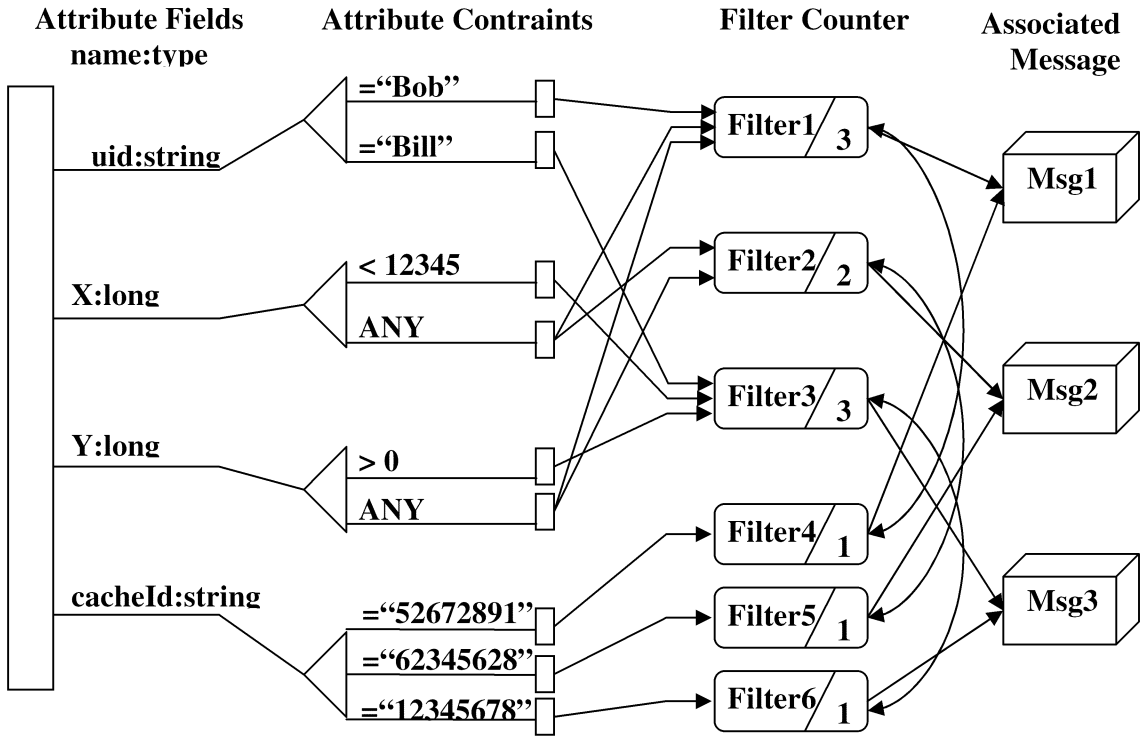 Attribute Fields
name:type
Attribute Contraints
Filter Counter
Associated
Message
uid:string
="Bob"
="Bill"
X:long
< 12345
ANY
Y:long
> 0
ANY
cacheId:string
=“52672891”
=“62345628”
=“12345678”
Filter1
3
Filter2
2
Filter3
3
Filter4
1
Filter5
1
Filter6
1
Msg1
Msg2
Msg3